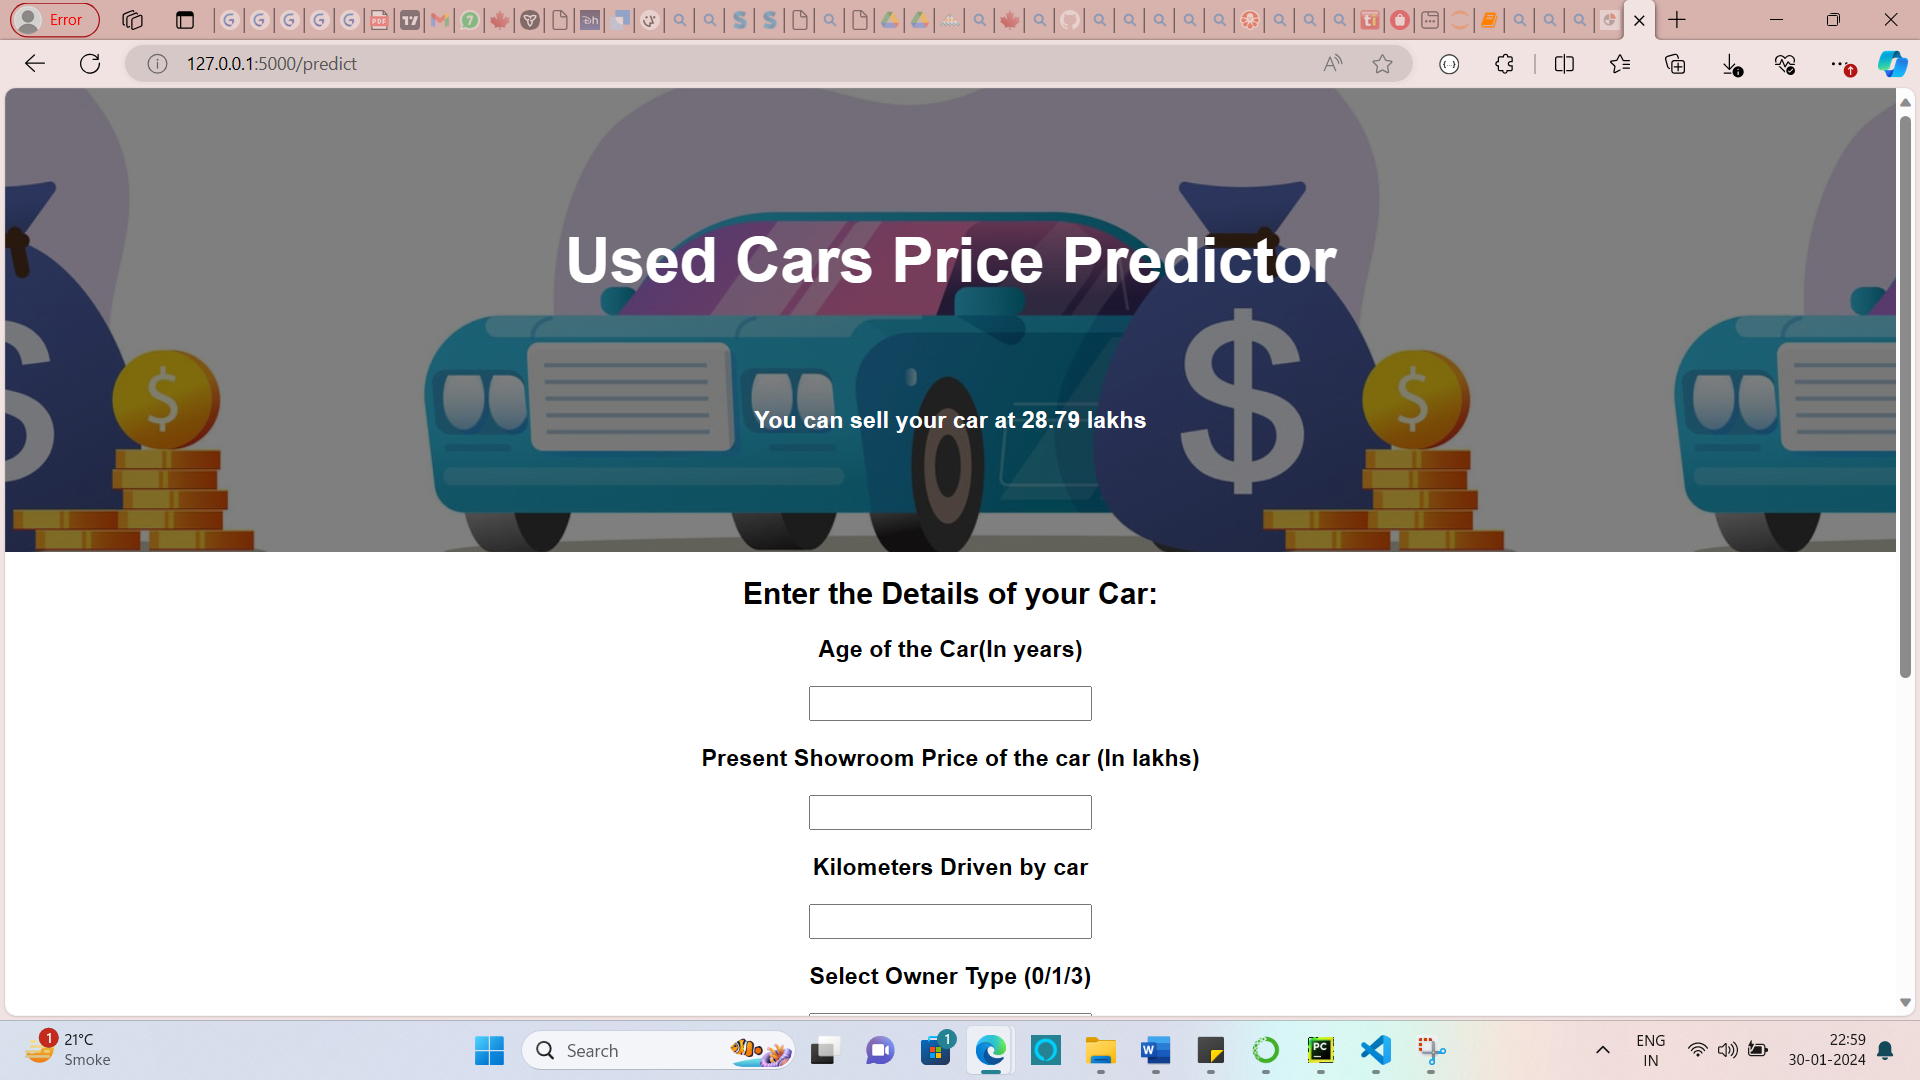 Error
127.0.0.1:5000/predict
Used Cars Price Predictor
You can sell your car at 28.79 lakhs
$
$
$
$
Enter the Details of your Car:
Age of the Car(In years)
Present Showroom Price of the car (In lakhs)
Kilometers Driven by car
Select Owner Type (0/1/3)
1
21°C
Smoke
Search
1
W
PC
ENG
IN
22:59
30-01-2024